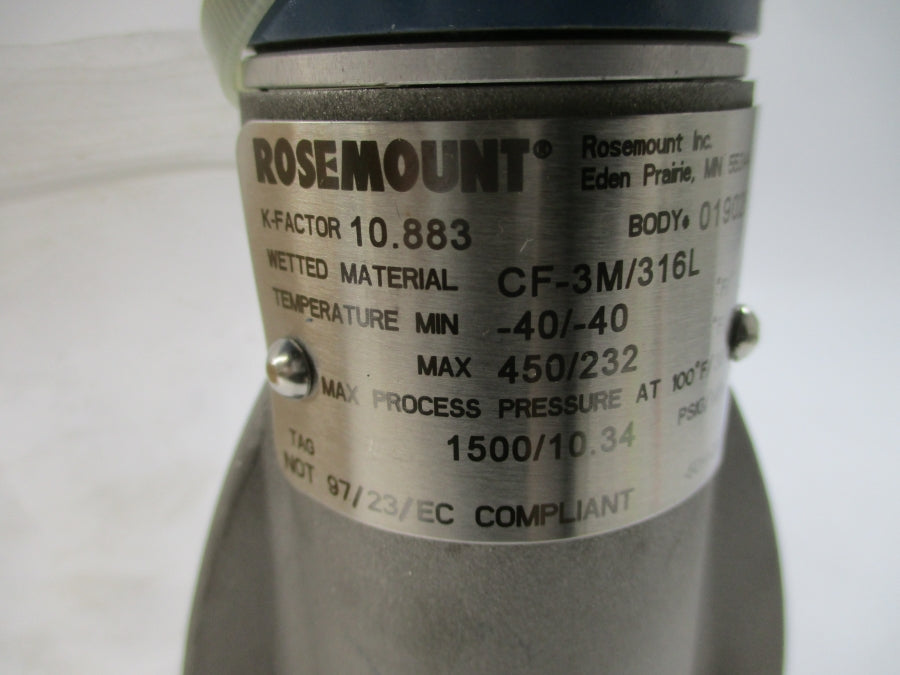 ROSEMOUNT® Rosemount Inc.
Eden Prairie, MN
K-FACTOR 10.883 BODY.
WETTED MATERIAL CF-3M/316L
TEMPERATURE MIN -40/-40
MAX 450/232
MAX PROCESS PRESSURE AT 100°F/
1500/10.34 PSIG/
TAG
NOT 97/23/EC COMPLIANT